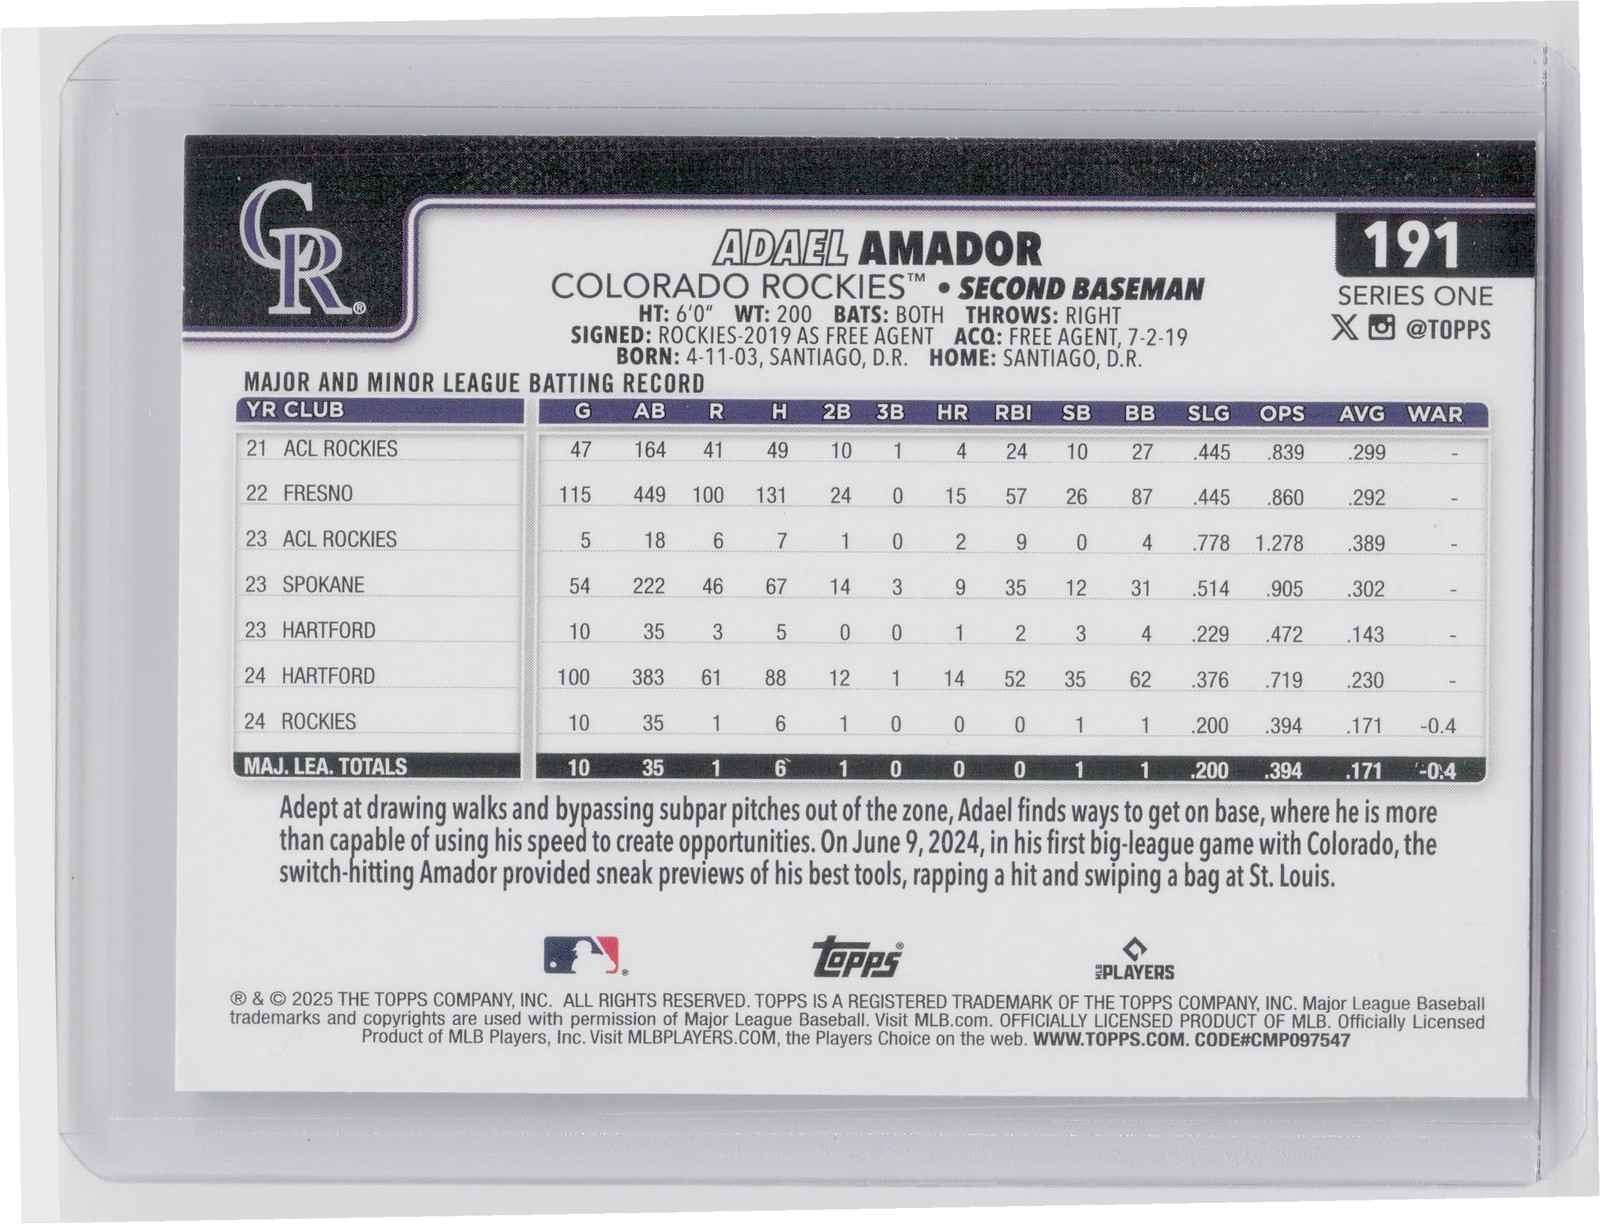 CR®
ADAEL AMADOR
191
COLORADO ROCKIES™ • SECOND BASEMAN
SERIES ONE
HT: 6'0" WT: 200 BATS: BOTH THROWS: RIGHT
@TOPPS
SIGNED: ROCKIES-2019 AS FREE AGENT ACQ: FREE AGENT, 7-2-19
BORN: 4-11-03, SANTIAGO, D.R. HOME: SANTIAGO, D.R.
MAJOR AND MINOR LEAGUE BATTING RECORD
YR CLUB G AB R H 2B 3B HR RBI SB BB SLG OPS AVG WAR
21 ACL ROCKIES 47 164 41 49 10 1 4 24 10 27 .445 .839 .299 -
22 FRESNO 115 449 100 131 24 0 15 57 26 87 .445 .860 .292 -
23 ACL ROCKIES 5 18 6 7 1 0 2 9 0 4 .778 1.278 .389 -
23 SPOKANE 54 222 46 67 14 3 9 35 12 31 .514 .905 .302 -
23 HARTFORD 10 35 3 5 0 0 1 2 3 4 .229 .472 .143 -
24 HARTFORD 100 383 61 88 12 1 14 52 35 62 .376 .719 .230 -
24 ROCKIES 10 35 1 6 1 0 0 0 1 1 .200 .394 .171 -0.4
MAJ. LEA. TOTALS 10 35 1 6 1 0 0 0 1 1 .200 .394 .171 -0.4
Adept at drawing walks and bypassing subpar pitches out of the zone, Adael finds ways to get on base, where he is more
than capable of using his speed to create opportunities. On June 9, 2024, in his first big-league game with Colorado, the
switch-hitting Amador provided sneak previews of his best tools, rapping a hit and swiping a bag at St. Louis.
® topps® MLB PLAYERS
® & © 2025 THE TOPPS COMPANY, INC. ALL RIGHTS RESERVED. TOPPS IS A REGISTERED TRADEMARK OF THE TOPPS COMPANY, INC. Major League Baseball
trademarks and copyrights are used with permission of Major League Baseball. Visit MLB.com. OFFICIALLY LICENSED PRODUCT OF MLB. Officially Licensed
Product of MLB Players, Inc. Visit MLBPLAYERS.COM, the Players Choice on the web. WWW.TOPPS.COM. CODE#CMP097547